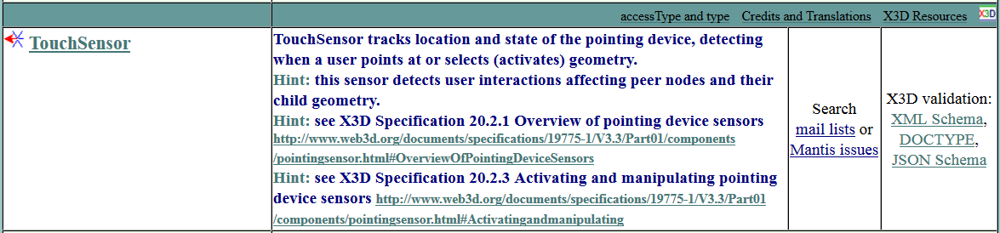 accessType and type Credits and Translations X3D Resources X3D
TouchSensor
TouchSensor tracks location and state of the pointing device, detecting
when a user points at or selects (activates) geometry.
Hint: this sensor detects user interactions affecting peer nodes and their
child geometry.
Hint: see X3D Specification 20.2.1 Overview of pointing device sensors
http://www.web3d.org/documents/specifications/19775-1/V3.3/Part01/components
/pointingsensor.html#OverviewOfPointingDeviceSensors
Hint: see X3D Specification 20.2.3 Activating and manipulating pointing
device sensors http://www.web3d.org/documents/specifications/19775-1/V3.3/Part01
/components/pointingsensor.html#Activatingandmanipulating
Search
mail lists or
Mantis issues
X3D validation:
XML Schema,
DOCTYPE,
JSON Schema